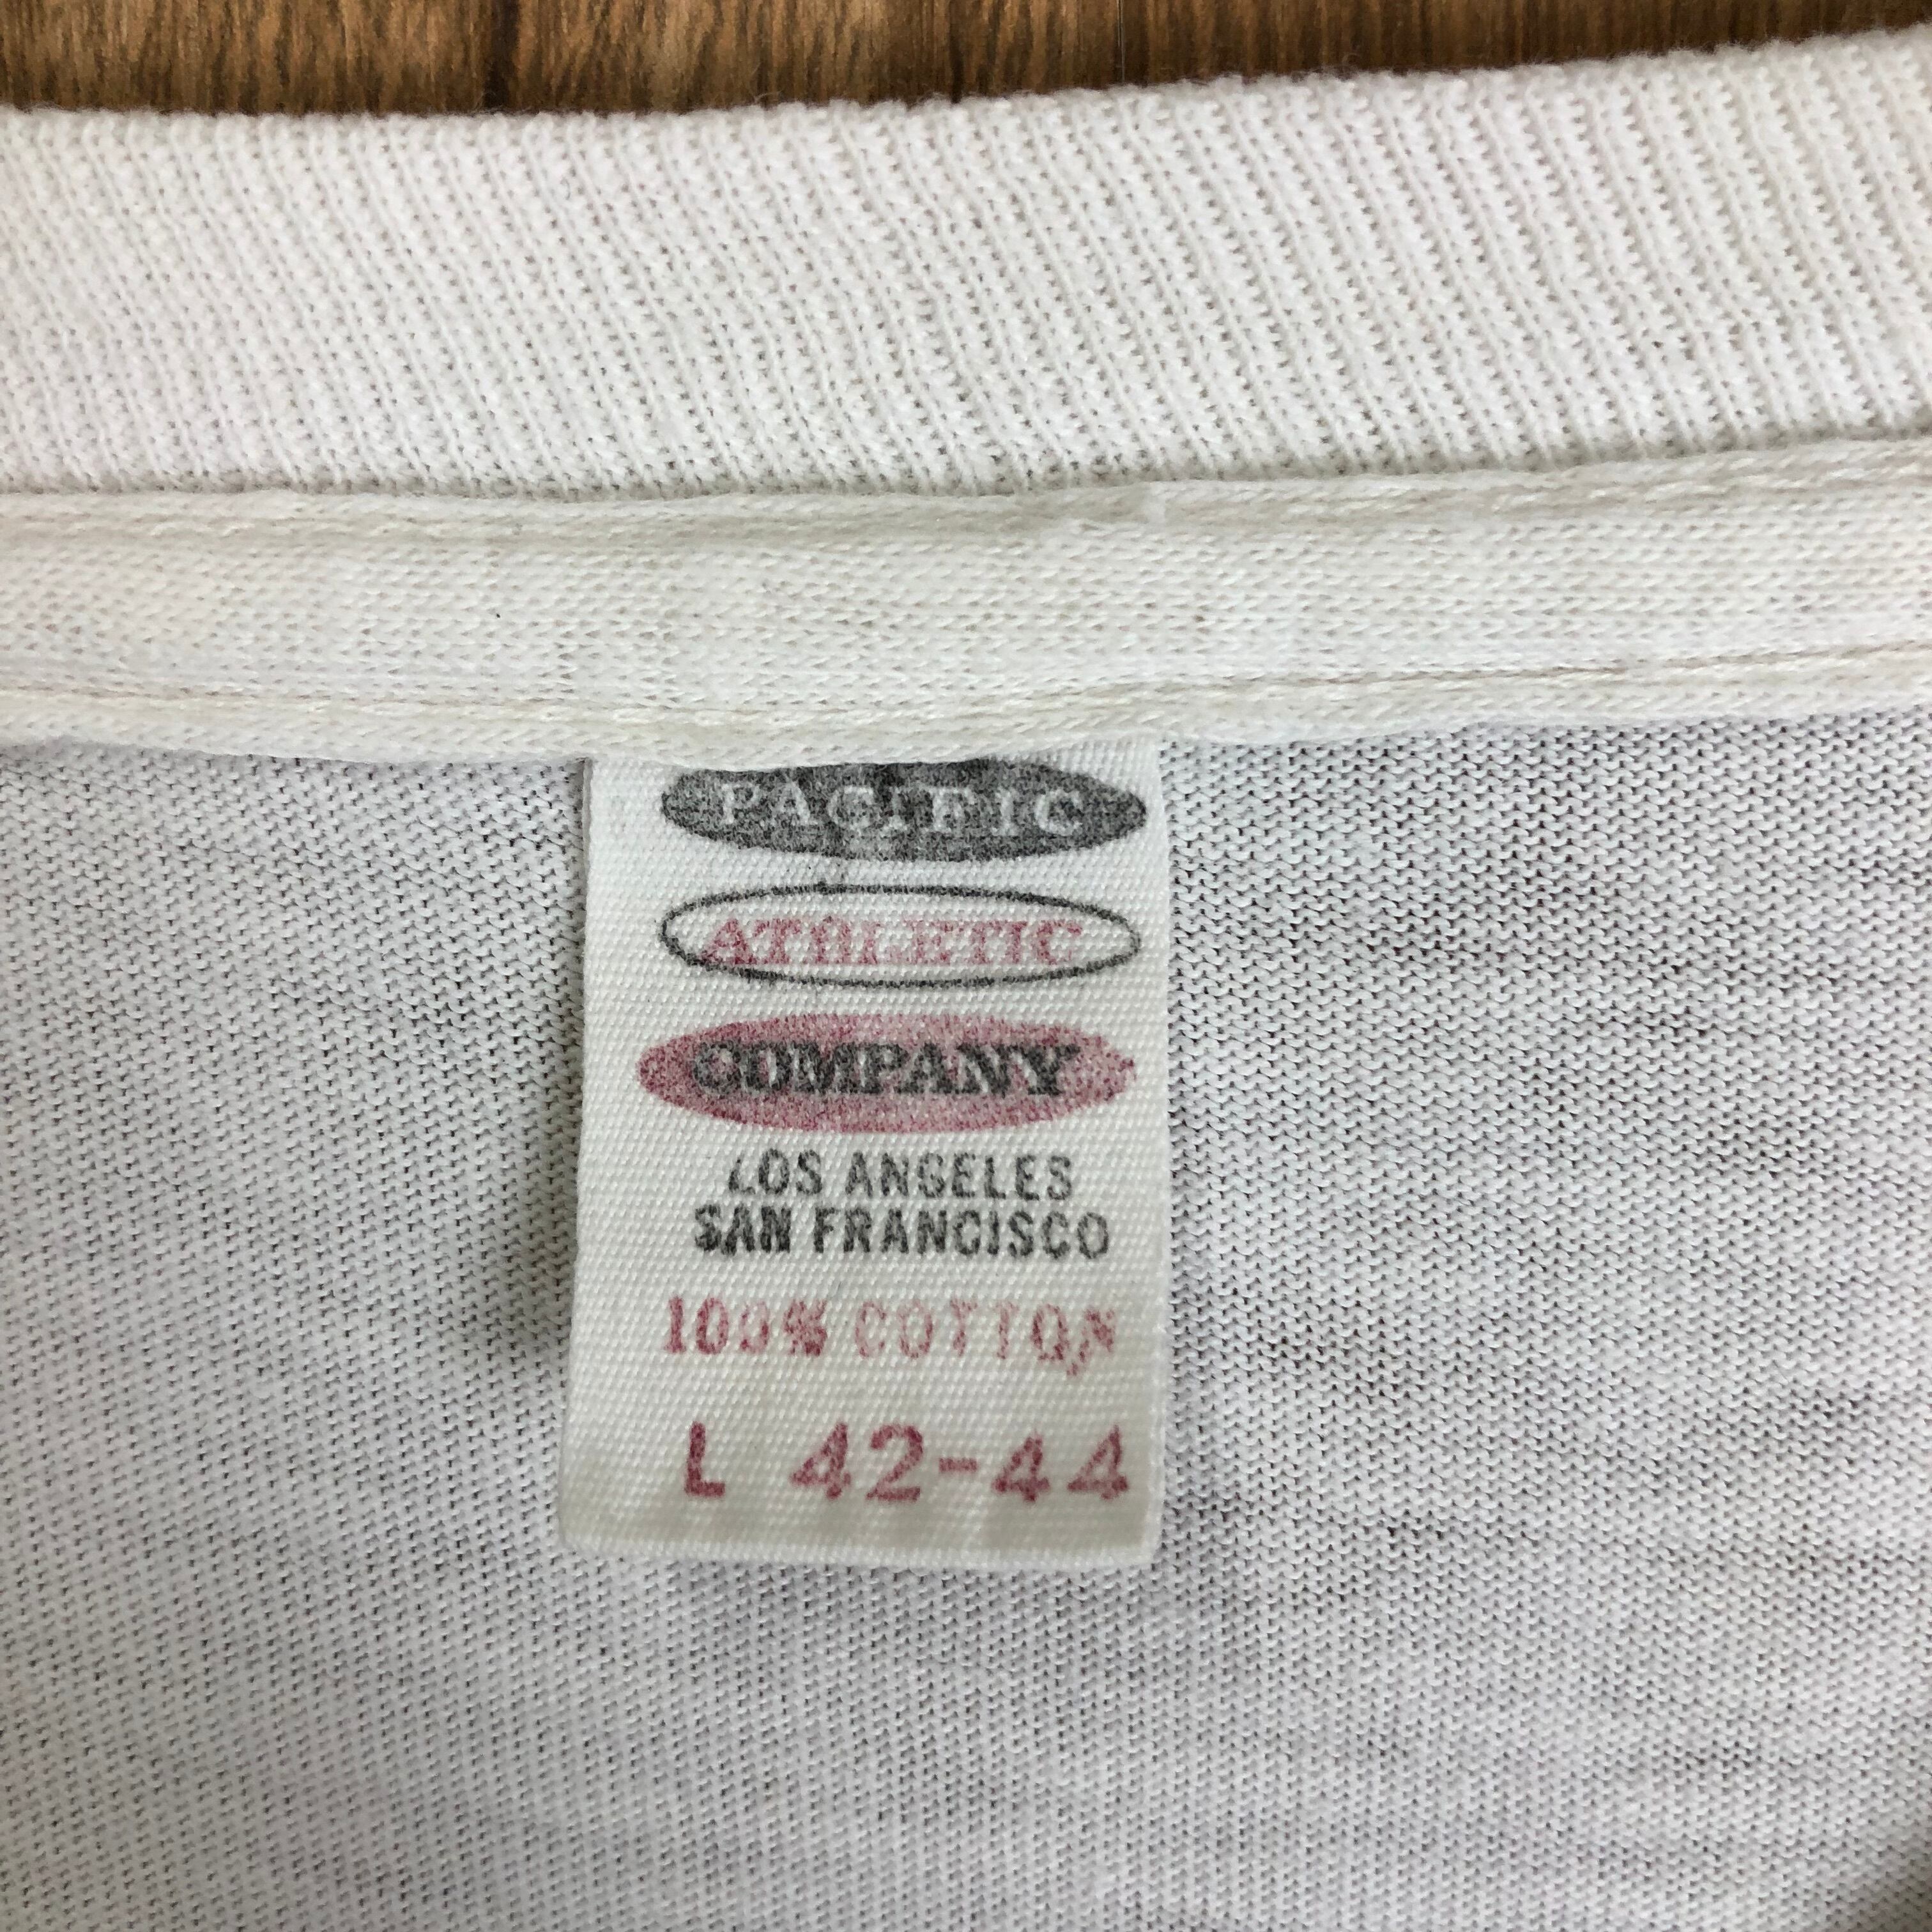 PACIFIC
ATHLETIC
COMPANY
LOS ANGELES
SAN FRANCISCO
100% COTTON
L 42-44